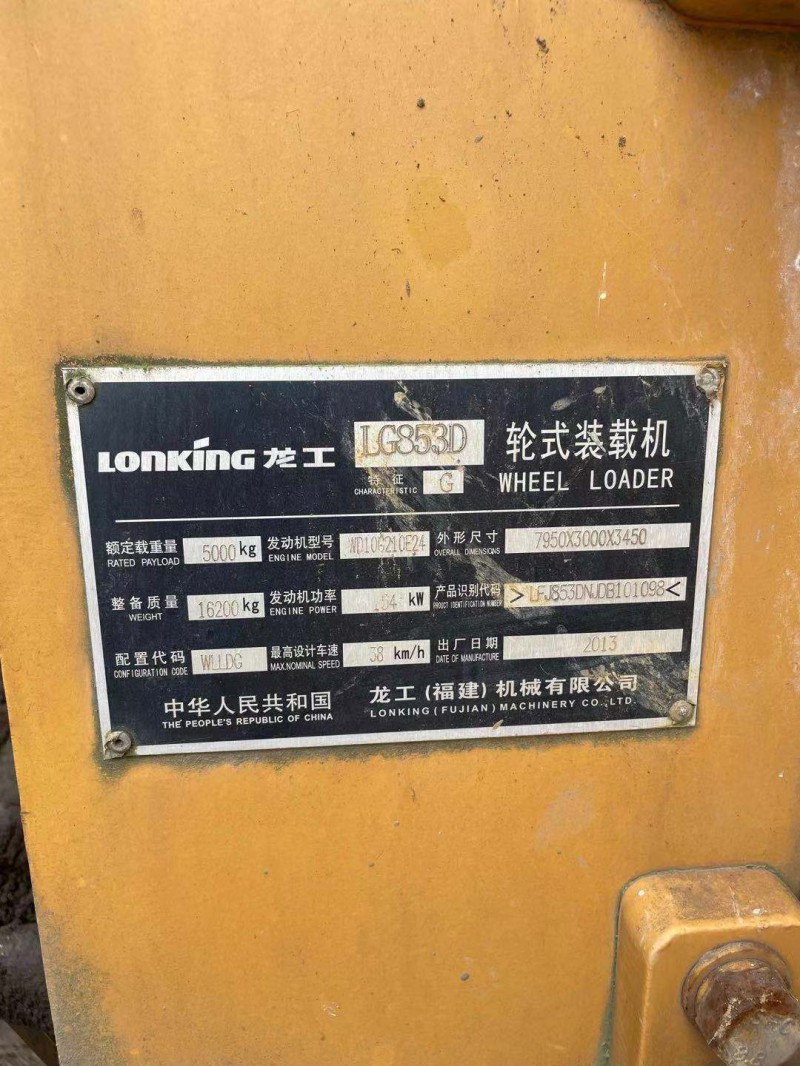 LONKING 龙工 LG853D 轮式装载机
特征 CHARACTERISTIC G WHEEL LOADER
额定载重量 5000 kg 发动机型号 WD10G210E24 外形尺寸 7950X3000X3450
RATED PAYLOAD ENGINE MODEL OVERALL DIMENSIONS
整备质量 16200 kg 发动机功率 kW 产品识别代码 >LFJ853DNJDB101098<
WEIGHT ENGINE POWER PRODUCT IDENTIFICATION NUMBER
配置代码 WLLDG 最高设计车速 38 km/h 出厂日期 2013
CONFIGURATION CODE MAX.NOMINAL SPEED DATE OF MANUFACTURE
中华人民共和国 龙工(福建)机械有限公司
THE PEOPLE'S REPUBLIC OF CHINA LONKING(FUJIAN)MACHINERY CO.,LTD.